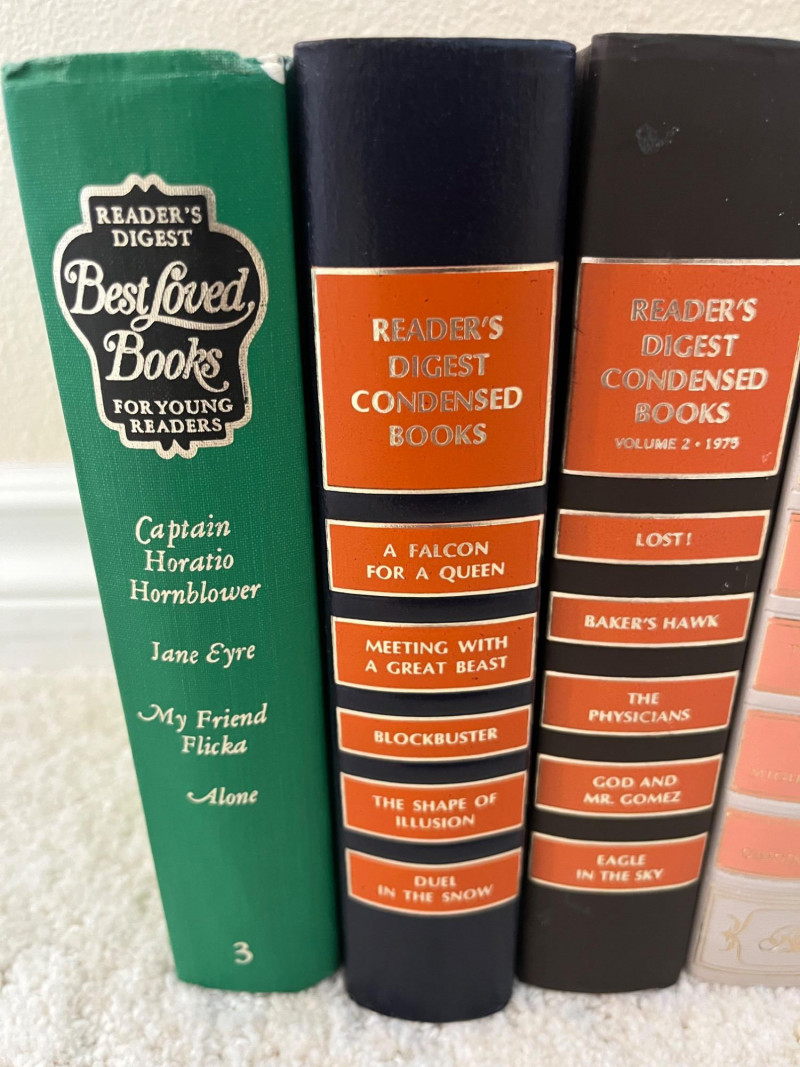 READER'S
DIGEST
Best Loved
Books
FOR YOUNG
READERS
Captain
Horatio
Hornblower
Jane Eyre
My Friend
Flicka
Alone
3
READER'S
DIGEST
CONDENSED
BOOKS
A FALCON
FOR A QUEEN
MEETING WITH
A GREAT BEAST
BLOCKBUSTER
THE SHAPE OF
ILLUSION
DUEL
IN THE SNOW
READER'S
DIGEST
CONDENSED
BOOKS
VOLUME 2 • 1975
LOST!
BAKER'S HAWK
THE
PHYSICIANS
GOD AND
MR. GOMEZ
EAGLE
IN THE SKY